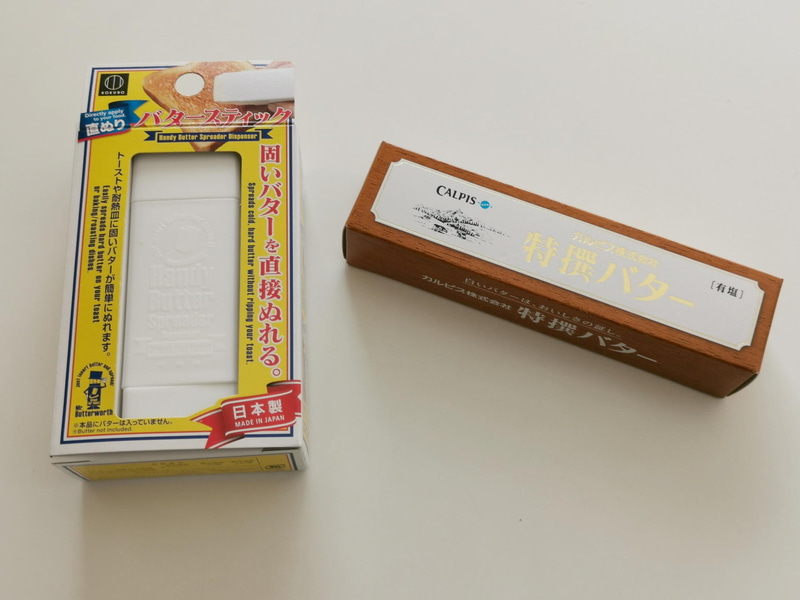 KOKUBO
Directly apply
to your food.
直ぬり
バタースティック
Handy Butter Spreader Dispenser
固いバターを直接ぬれる。
Spreads cold, hard butter without ripping your toast.
トーストや耐熱皿に固いバターが簡単にぬれます。
Easily spreads hard butter on your toast
or baking/roasting dishes.
Just insert butter and spread!
Mr Butterworth
※本品にバターは入っていません。
※Butter not included.
日本製
MADE IN JAPAN
CALPIS
カルピス株式会社
特撰バター
[有塩]
白いバターは、おいしさの証し。
カルピス株式会社 特撰バター